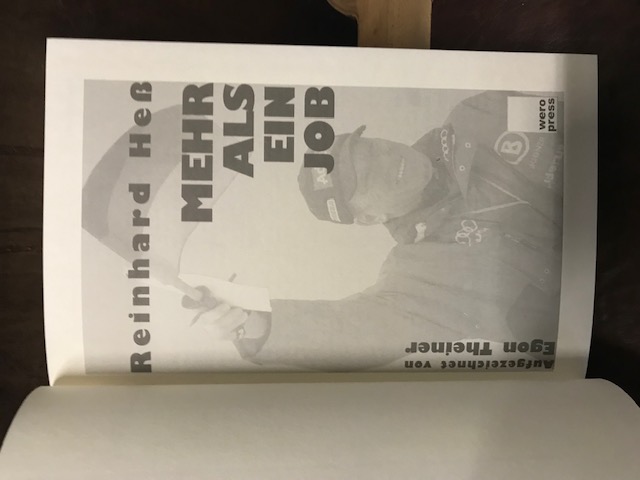 Reinhard Heß
MEHR
ALS
EIN
JOB
wero
press
Aufgezeichnet von
Egon Theiner
B